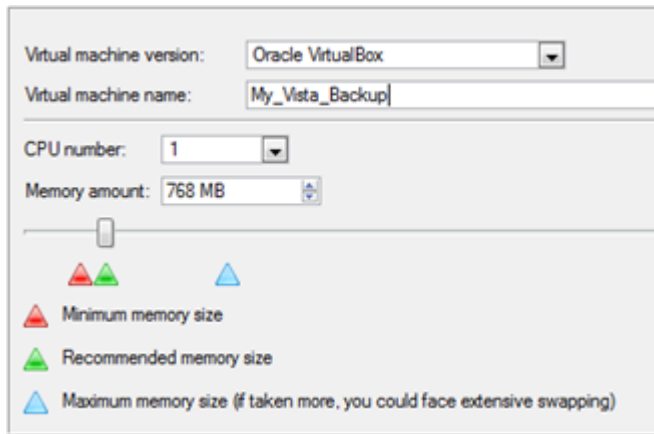 Virtual machine version: Oracle VirtualBox
Virtual machine name: My_Vista_Backup
CPU number: 1
Memory amount: 768 MB
Minimum memory size
Recommended memory size
Maximum memory size (if taken more, you could face extensive swapping)